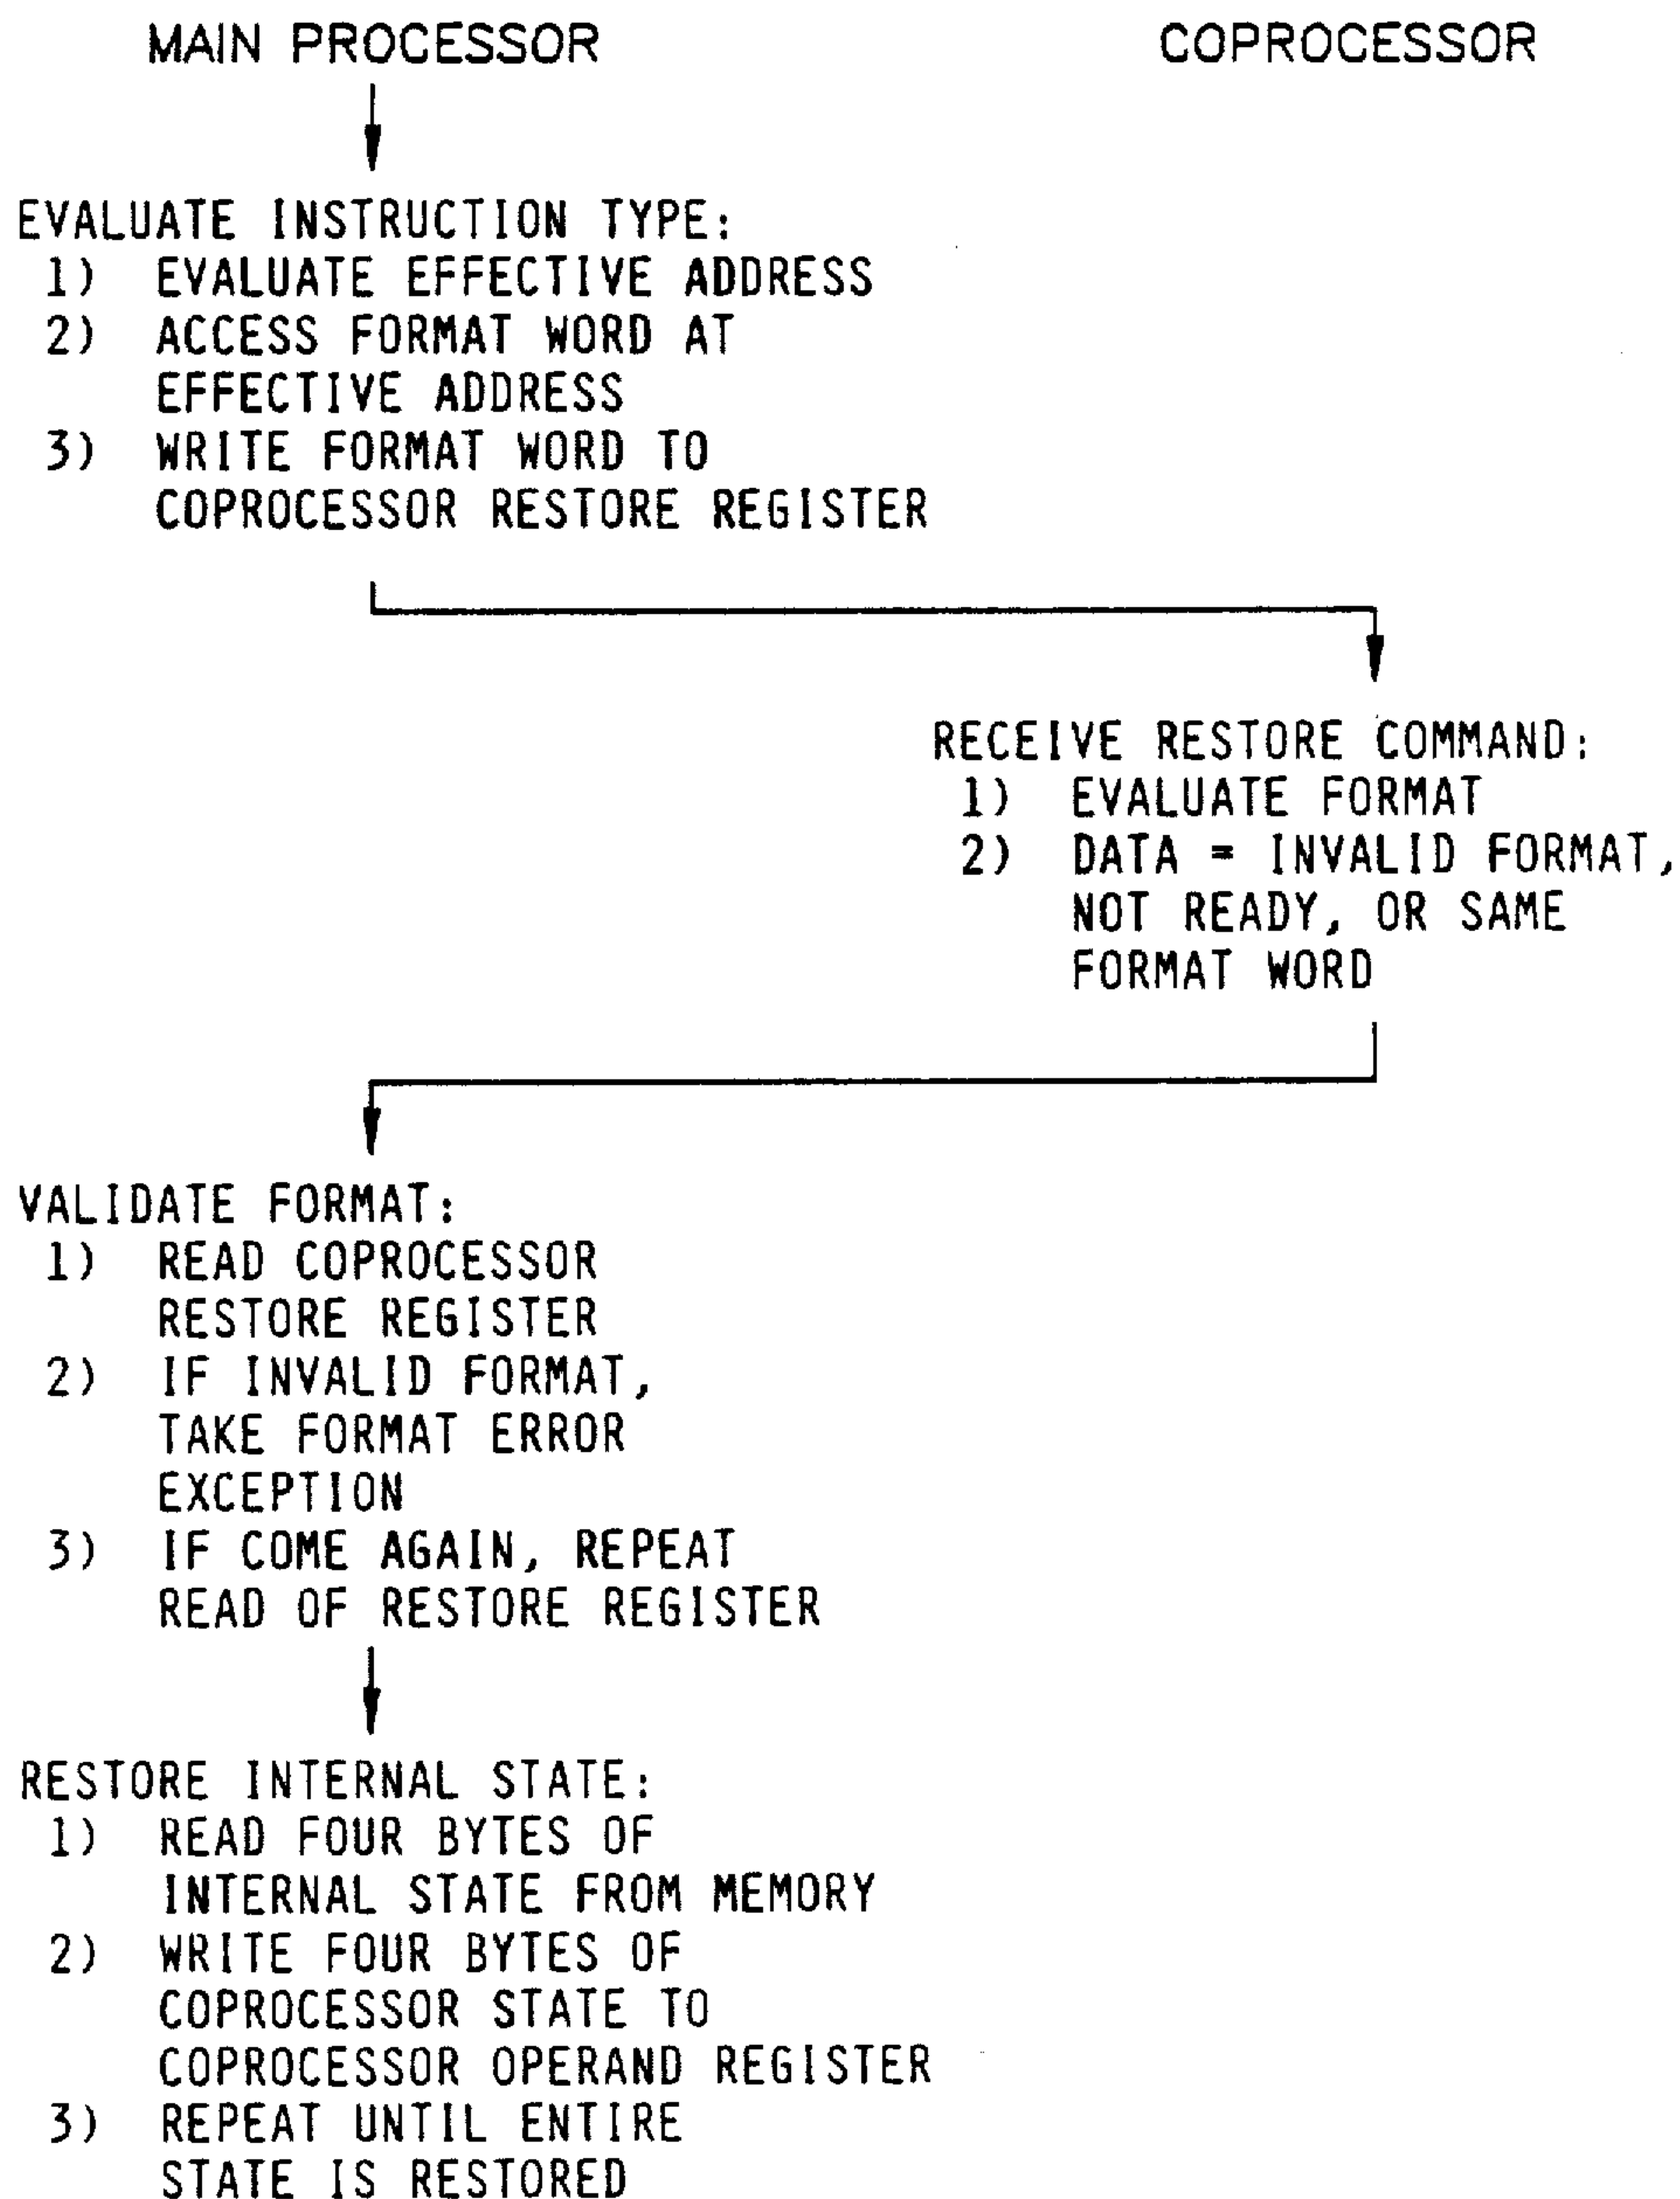 MAIN PROCESSOR
COPROCESSOR
EVALUATE INSTRUCTION TYPE:
1) EVALUATE EFFECTIVE ADDRESS
2) ACCESS FORMAT WORD AT
EFFECTIVE ADDRESS
3) WRITE FORMAT WORD TO
COPROCESSOR RESTORE REGISTER
RECEIVE RESTORE COMMAND:
1) EVALUATE FORMAT
2) DATA = INVALID FORMAT,
NOT READY, OR SAME
FORMAT WORD
VALIDATE FORMAT:
1) READ COPROCESSOR
RESTORE REGISTER
2) IF INVALID FORMAT,
TAKE FORMAT ERROR
EXCEPTION
3) IF COME AGAIN, REPEAT
READ OF RESTORE REGISTER
RESTORE INTERNAL STATE:
1) READ FOUR BYTES OF
INTERNAL STATE FROM MEMORY
2) WRITE FOUR BYTES OF
COPROCESSOR STATE TO
COPROCESSOR OPERAND REGISTER
3) REPEAT UNTIL ENTIRE
STATE IS RESTORED